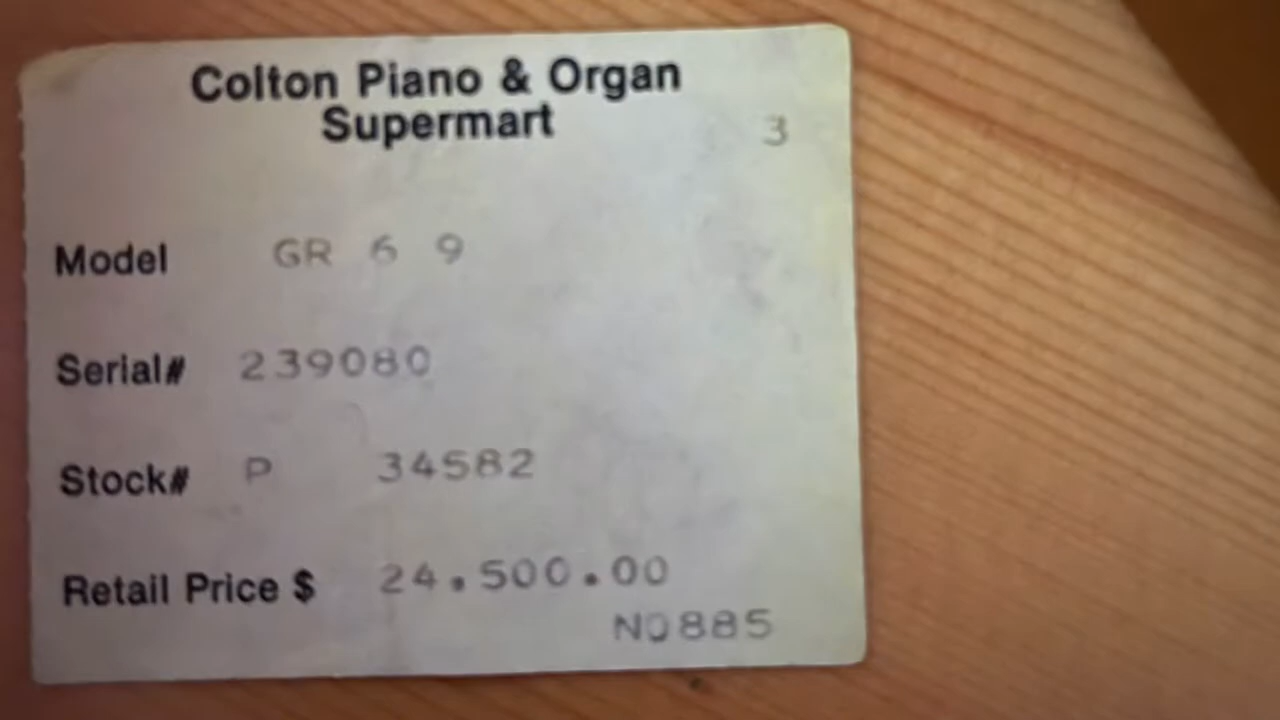 Colton Piano & Organ
Supermart
3
Model GR 6 9
Serial# 239080
Stock# P 34582
Retail Price $ 24.500.00
N0885